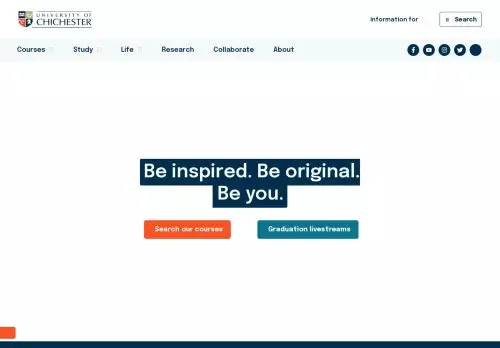 UNIVERSITY OF
CHICHESTER
Information for
Search
Courses
Study
Life
Research
Collaborate
About
Be inspired. Be original.
Be you.
Search our courses
Graduation livestreams